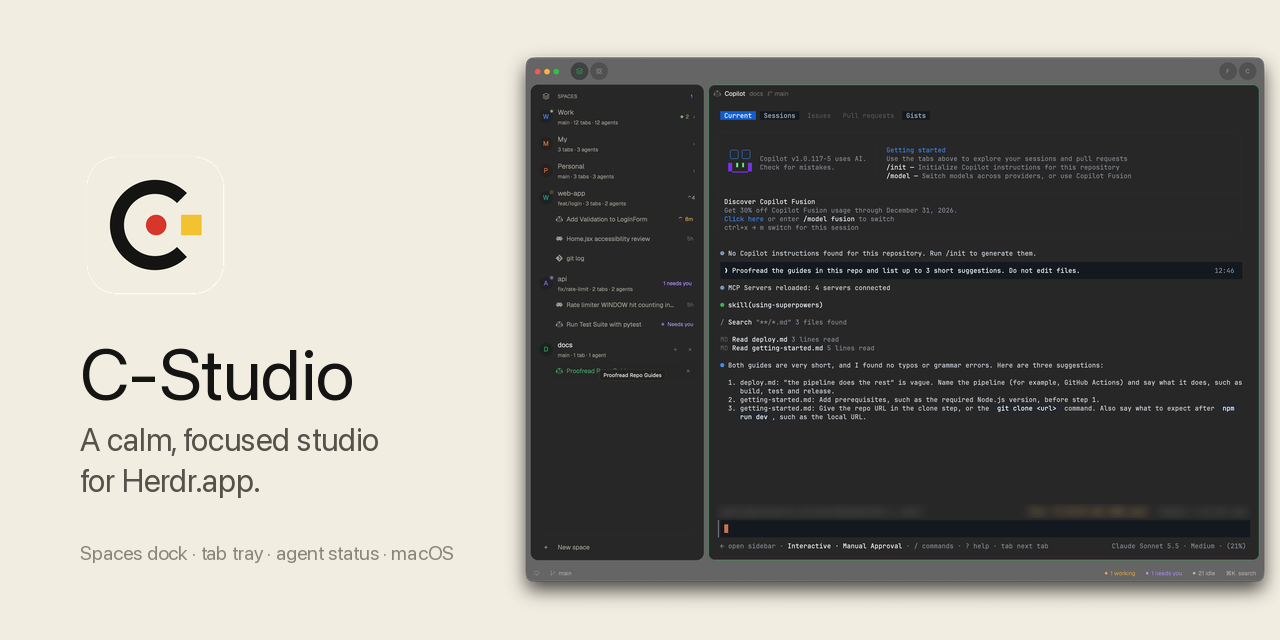 C-Studio
A calm, focused studio
for Herdr.app.
Spaces dock · tab tray · agent status · macOS
F C
SPACES 1
W Work ✦ 2 ›
main · 12 tabs · 12 agents
My ›
3 tabs · 3 agents
P Personal ›
main · 3 tabs · 3 agents
W web-app ^4
feat/login · 3 tabs · 2 agents
Add Validation to LoginForm 8m
Home.jsx accessibility review 5h
git log
A api 1 needs you
fix/rate-limit · 2 tabs · 2 agents
Rate limiter WINDOW hit counting in… 5h
Run Test Suite with pytest ✦ Needs you
D docs + ×
main · 1 tab · 1 agent
Proofread ×
Proofread Repo Guides
+ New space
Copilot docs main
Current Sessions Issues Pull requests Gists
Copilot v1.0.117-5 uses AI.
Check for mistakes.
Getting started
Use the tabs above to explore your sessions and pull requests
/init — Initialize Copilot instructions for this repository
/model — Switch models across providers, or use Copilot Fusion
Discover Copilot Fusion
Get 30% off Copilot Fusion usage through December 31, 2026.
Click here or enter /model fusion to switch
ctrl+x → m switch for this session
● No Copilot instructions found for this repository. Run /init to generate them.
❯ Proofread the guides in this repo and list up to 3 short suggestions. Do not edit files. 12:46
● MCP Servers reloaded: 4 servers connected
● skill(using-superpowers)
/ Search "**/*.md" 3 files found
MD Read deploy.md 3 lines read
MD Read getting-started.md 5 lines read
● Both guides are very short, and I found no typos or grammar errors. Here are three suggestions:
1. deploy.md: "the pipeline does the rest" is vague. Name the pipeline (for example, GitHub Actions) and say what it does, such as
build, test and release.
2. getting-started.md: Add prerequisites, such as the required Node.js version, before step 1.
3. getting-started.md: Give the repo URL in the clone step, or the git clone <url> command. Also say what to expect after npm
run dev , such as the local URL.
← open sidebar · Interactive · Manual Approval · / commands · ? help · tab next tab Claude Sonnet 5.5 · Medium · (21%)
main ✦ 1 working ✦ 1 needs you ✦ 21 idle ⌘K search